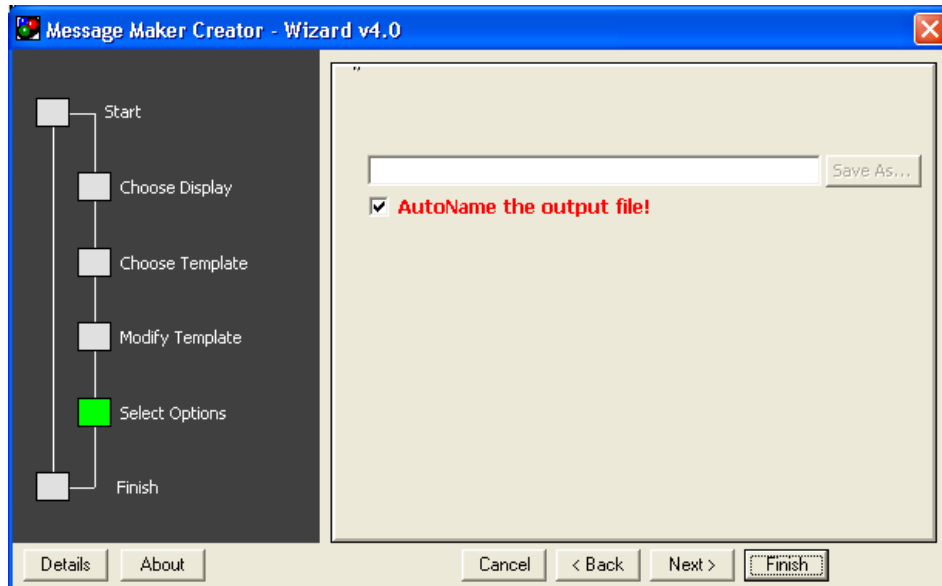 Message Maker Creator - Wizard v4.0
Start
Choose Display
Choose Template
Modify Template
Select Options
Finish
"
Save As...
AutoName the output file!
Details
About
Cancel
< Back
Next >
Finish